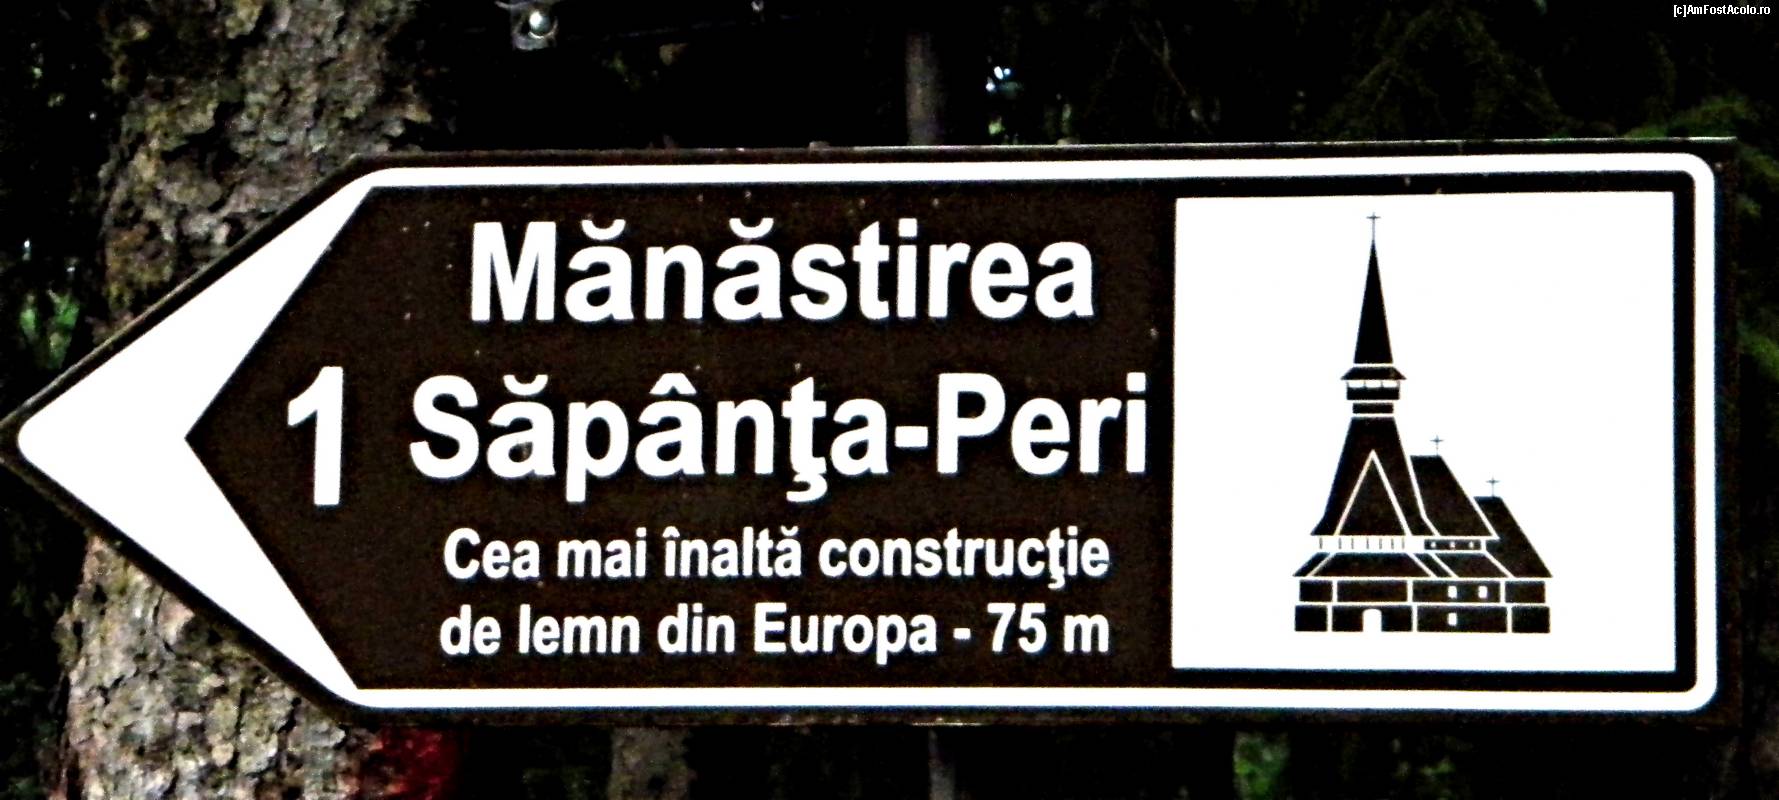 [c]AmFostAcolo.ro
Mănăstirea
1 Săpânţa-Peri
Cea mai înaltă construcţie
de lemn din Europa - 75 m